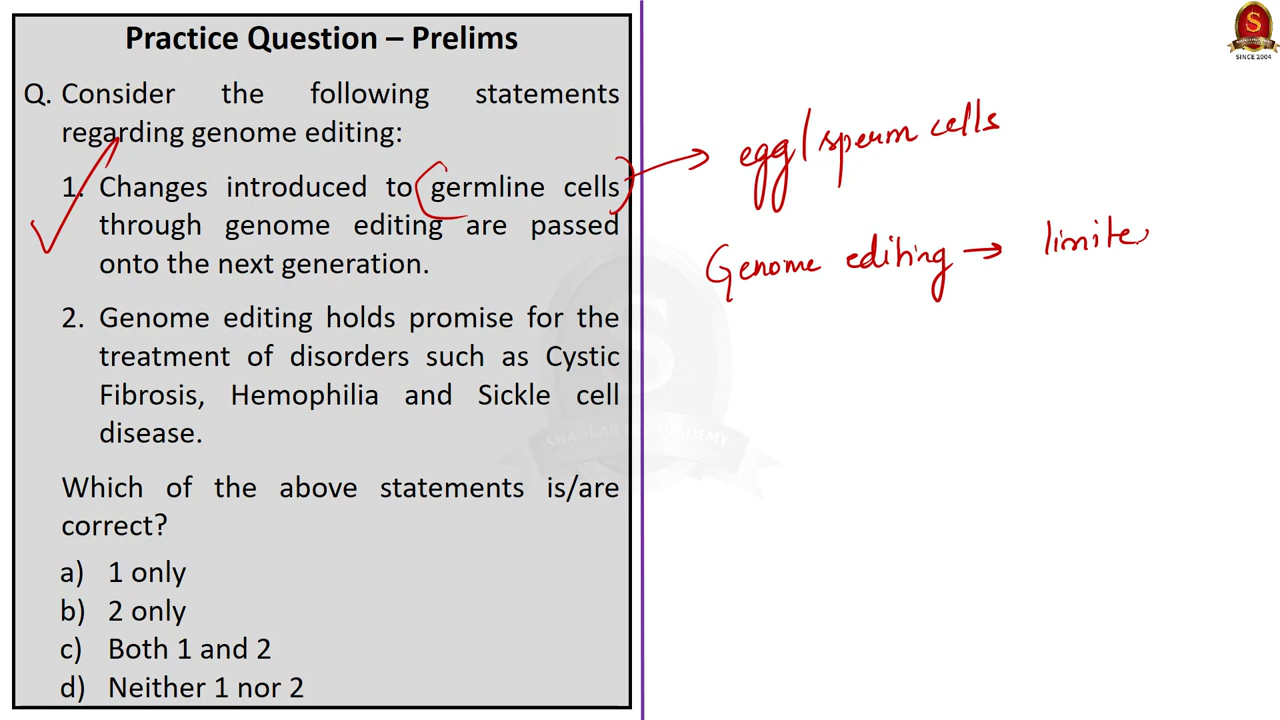 Practice Question – Prelims
Q. Consider the following statements
regarding genome editing:
1. Changes introduced to germline cells
through genome editing are passed
onto the next generation.
2. Genome editing holds promise for the
treatment of disorders such as Cystic
Fibrosis, Hemophilia and Sickle cell
disease.
Which of the above statements is/are
correct?
a) 1 only
b) 2 only
c) Both 1 and 2
d) Neither 1 nor 2
egg/sperm cells
Genome editing → limite
S
SINCE 2004